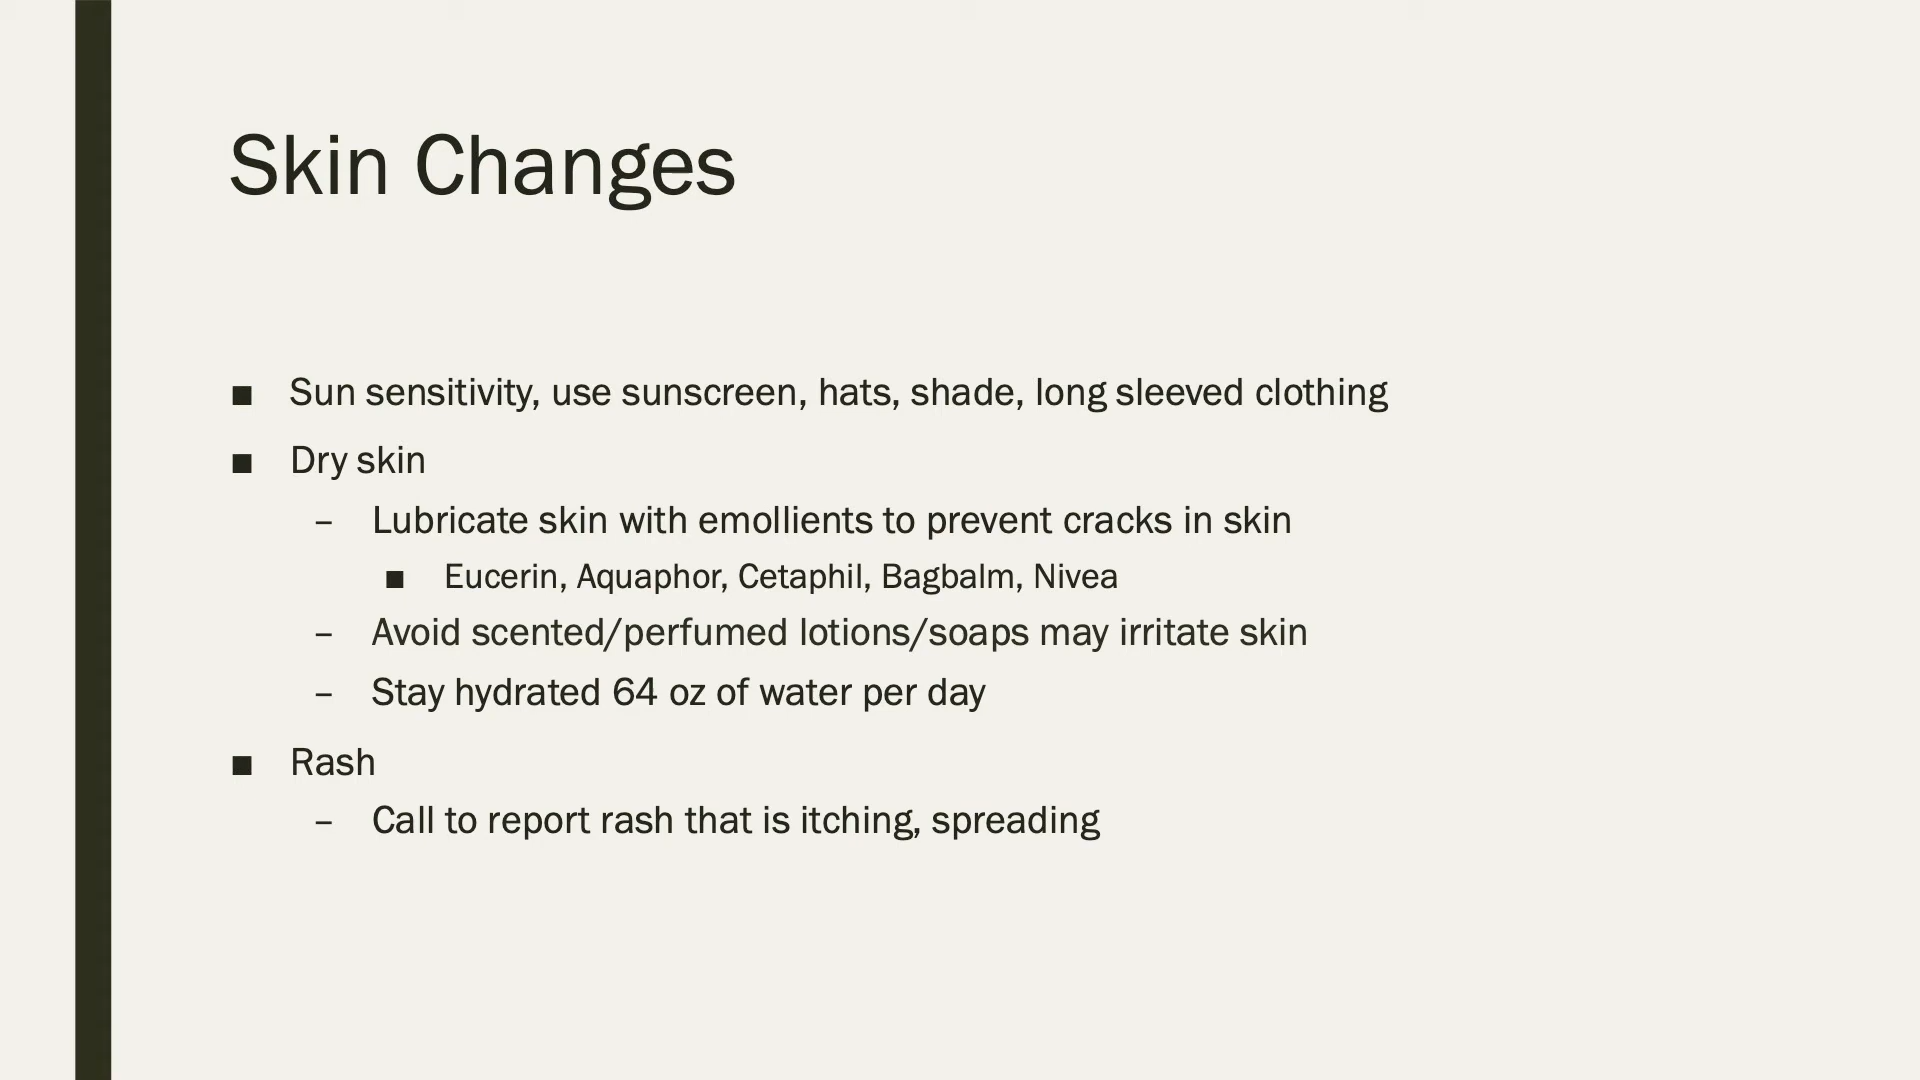 Skin Changes
■ Sun sensitivity, use sunscreen, hats, shade, long sleeved clothing
■ Dry skin
– Lubricate skin with emollients to prevent cracks in skin
■ Eucerin, Aquaphor, Cetaphil, Bagbalm, Nivea
– Avoid scented/perfumed lotions/soaps may irritate skin
– Stay hydrated 64 oz of water per day
■ Rash
– Call to report rash that is itching, spreading